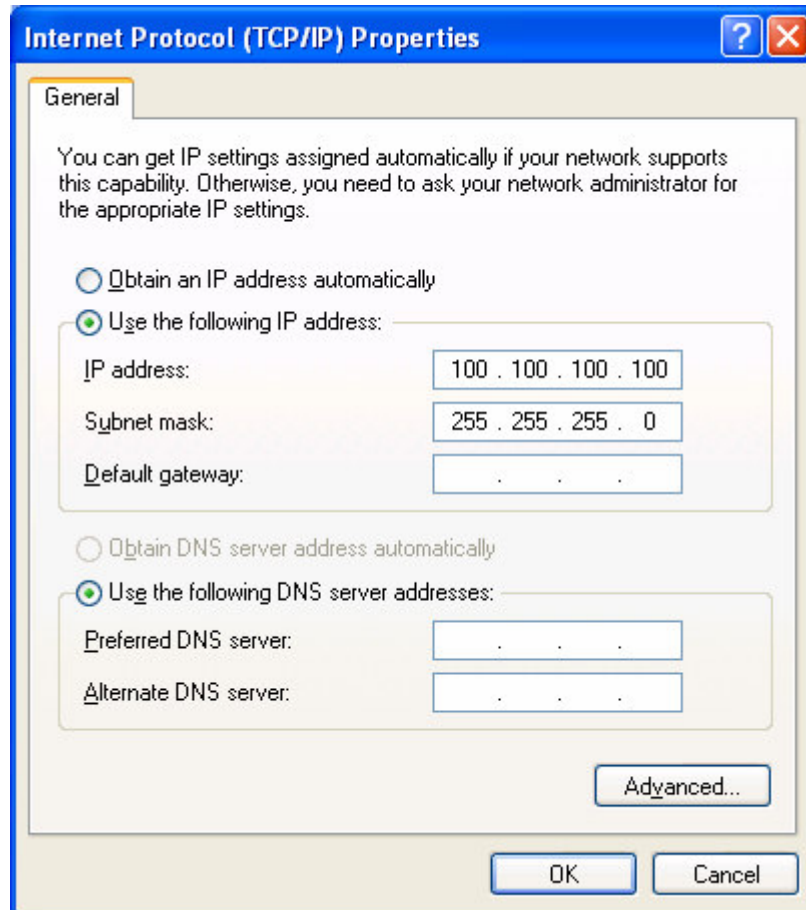 Internet Protocol (TCP/IP) Properties
General
You can get IP settings assigned automatically if your network supports
this capability. Otherwise, you need to ask your network administrator for
the appropriate IP settings.
Obtain an IP address automatically
Use the following IP address:
IP address: 100 . 100 . 100 . 100
Subnet mask: 255 . 255 . 255 . 0
Default gateway: . . .
Obtain DNS server address automatically
Use the following DNS server addresses:
Preferred DNS server: . . .
Alternate DNS server: . . .
Advanced...
OK Cancel